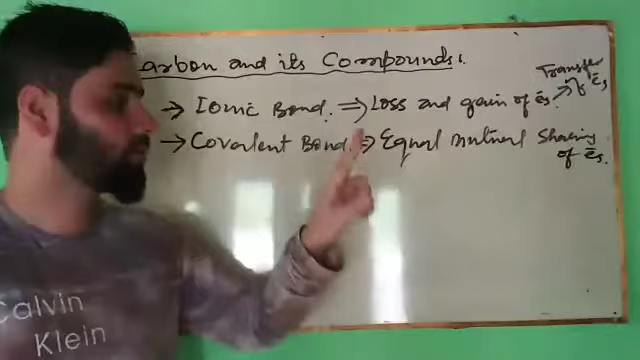 Carbon and its Compounds:
→ Ionic Bond. ⇒ Loss and gain of ēs. → Transfer of ēs
→ Covalent Bond. ⇒ Equal mutual Sharing of ēs.
Calvin
Klein